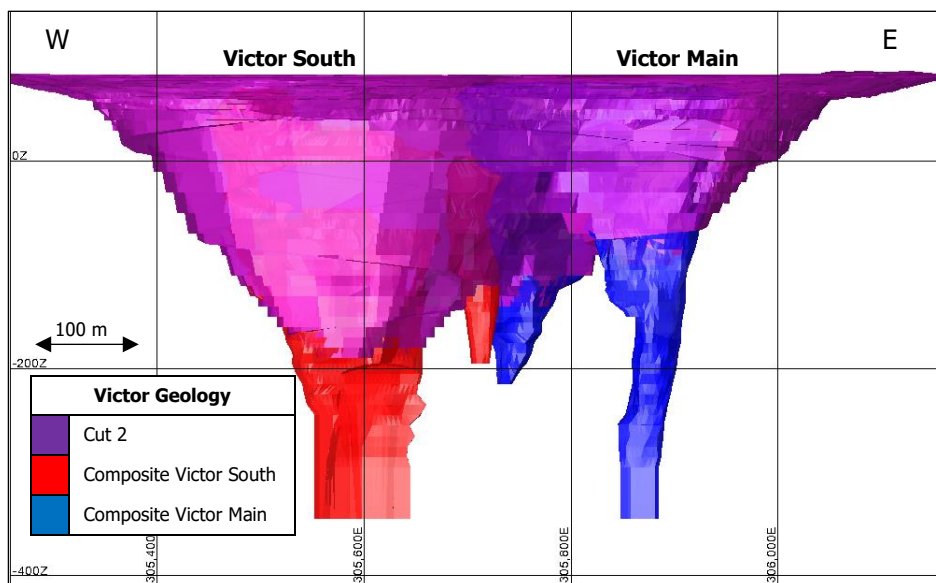 W
E
Victor South
Victor Main
0Z
100 m
-200Z
Victor Geology
Cut 2
Composite Victor South
Composite Victor Main
-400Z
305,400
305,600E
305,800E
306,000E